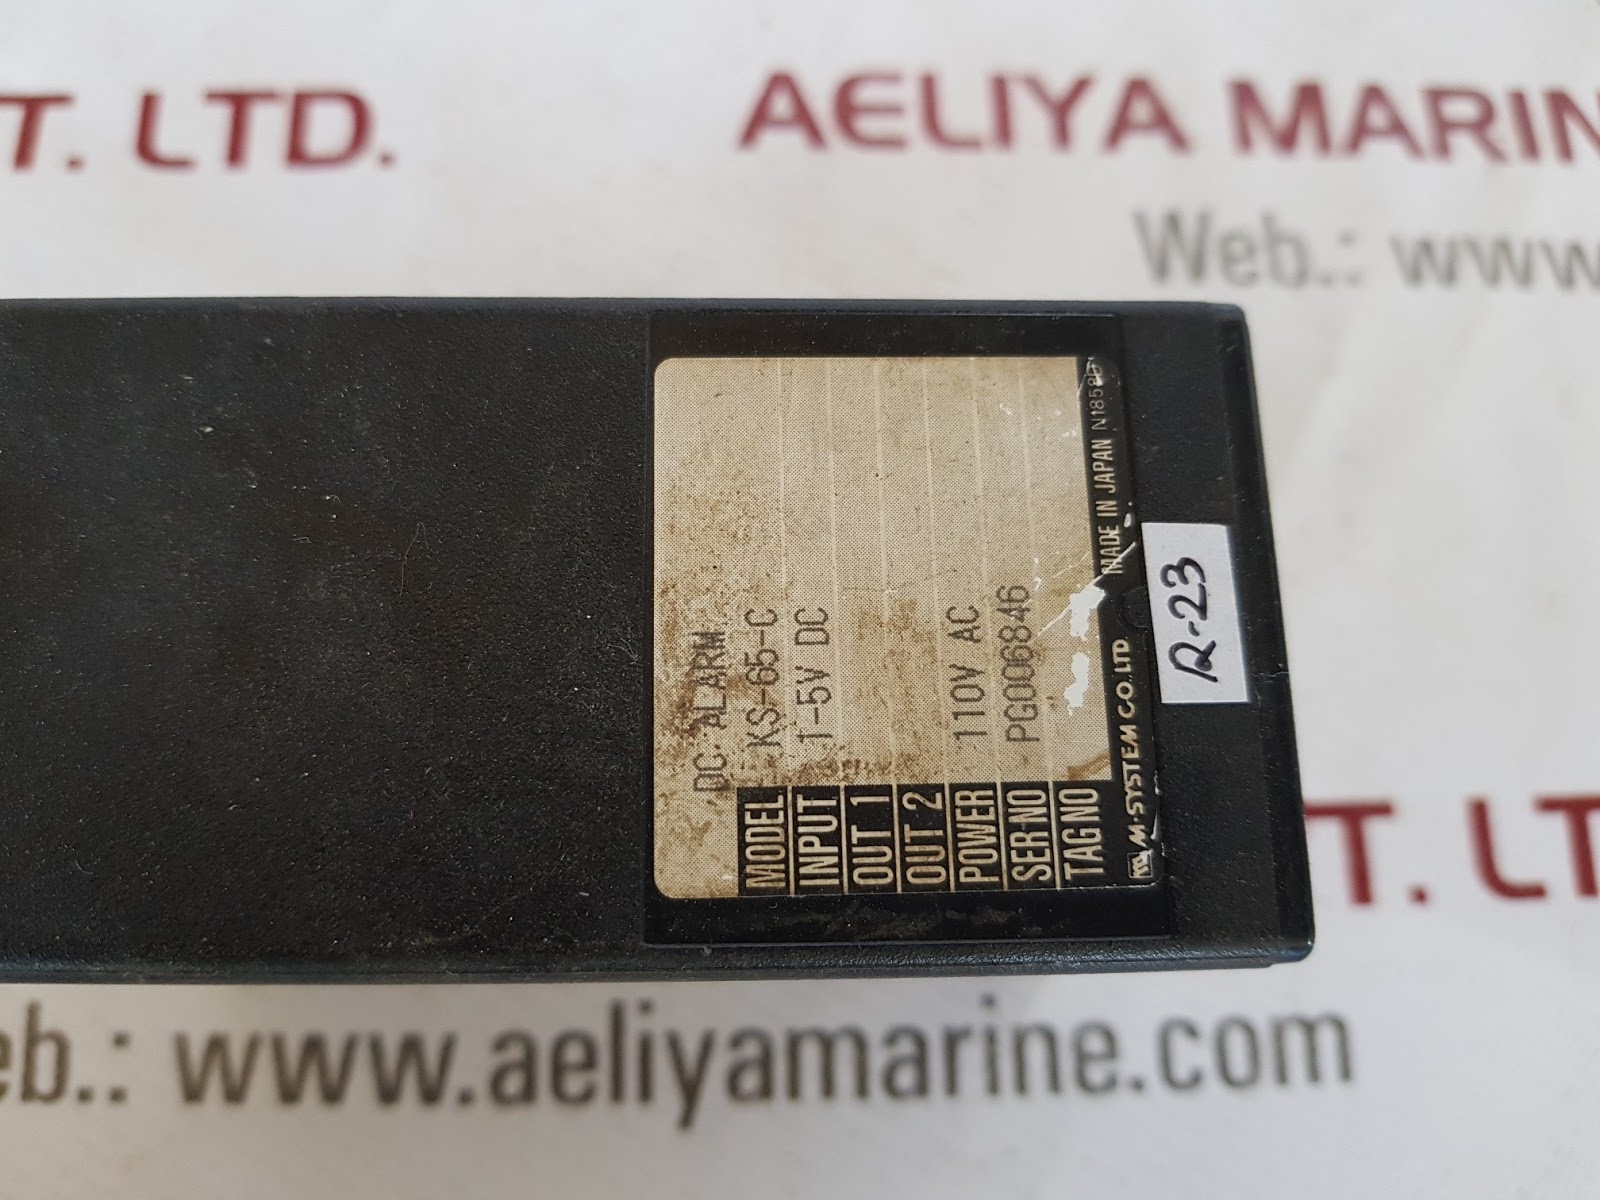 T. LTD.
AELIYA MARIN
Web.: www
DC ALARM
MODEL KS-65-C
INPUT 1-5V DC
OUT 1
OUT 2
POWER 110V AC
SER·NO PG006846
TAG NO
M·SYSTEM CO.,LTD. MADE IN JAPAN
R-23
T. LT
eb.: www.aeliyamarine.com